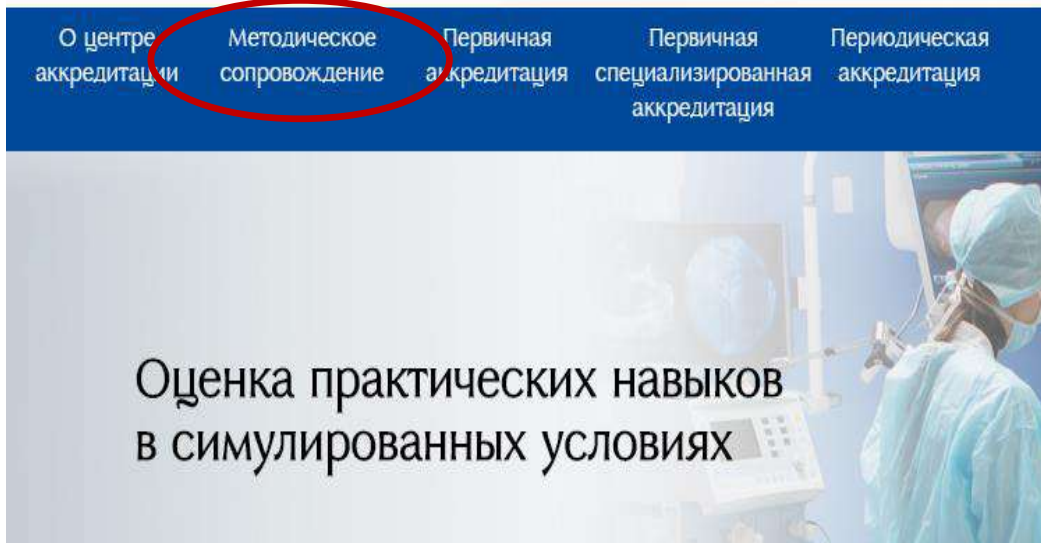 О центре
аккредитации
Методическое
сопровождение
Первичная
аккредитация
Первичная
специализированная
аккредитация
Периодическая
аккредитация
Оценка практических навыков
в симулированных условиях